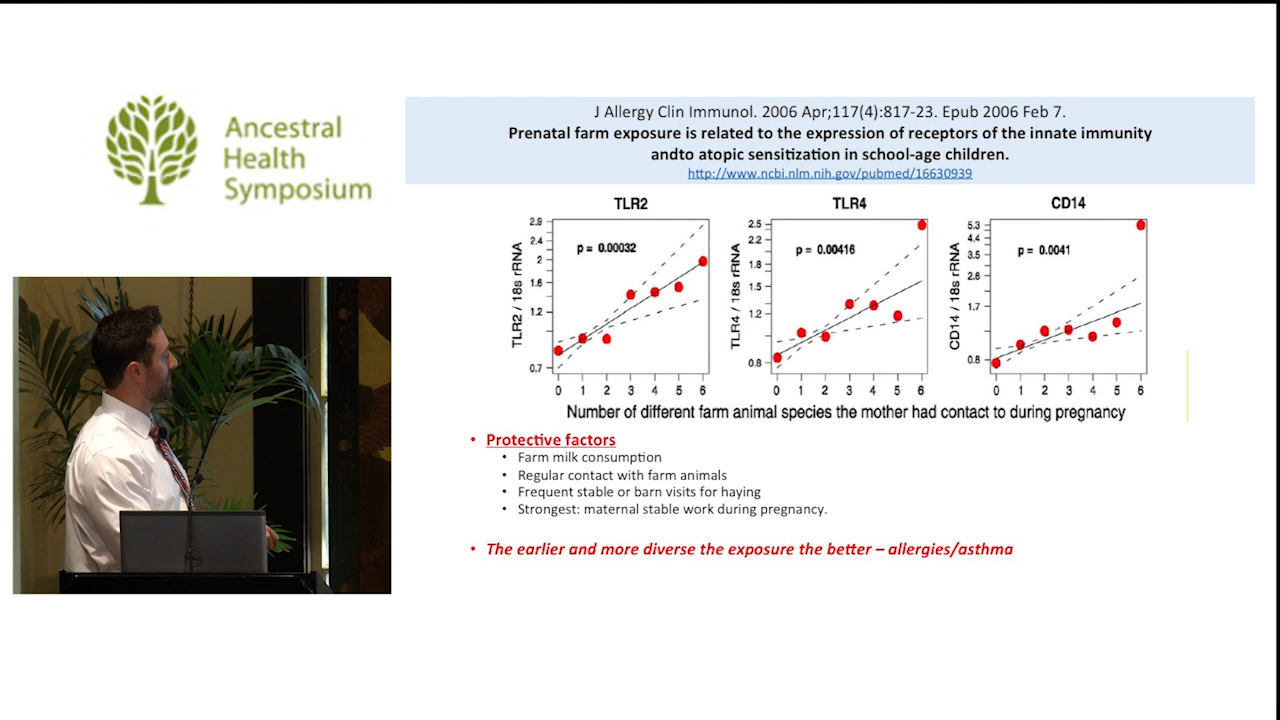 Ancestral
Health
Symposium
J Allergy Clin Immunol. 2006 Apr;117(4):817-23. Epub 2006 Feb 7.
Prenatal farm exposure is related to the expression of receptors of the innate immunity
andto atopic sensitization in school-age children.
http://www.ncbi.nlm.nih.gov/pubmed/16630939
TLR2
TLR2 / 18s rRNA
2.9
2.4
2
1.6
1.2
0.7
p = 0.00032
0 1 2 3 4 5 6
TLR4
TLR4 / 18s rRNA
2.5
2.2
1.8
1.5
1.2
0.8
p = 0.00416
0 1 2 3 4 5 6
CD14
CD14 / 18s rRNA
5.3
4.4
3.5
2.6
1.7
0.8
p = 0.0041
0 1 2 3 4 5 6
Number of different farm animal species the mother had contact to during pregnancy
• Protective factors
• Farm milk consumption
• Regular contact with farm animals
• Frequent stable or barn visits for haying
• Strongest: maternal stable work during pregnancy.
• The earlier and more diverse the exposure the better – allergies/asthma